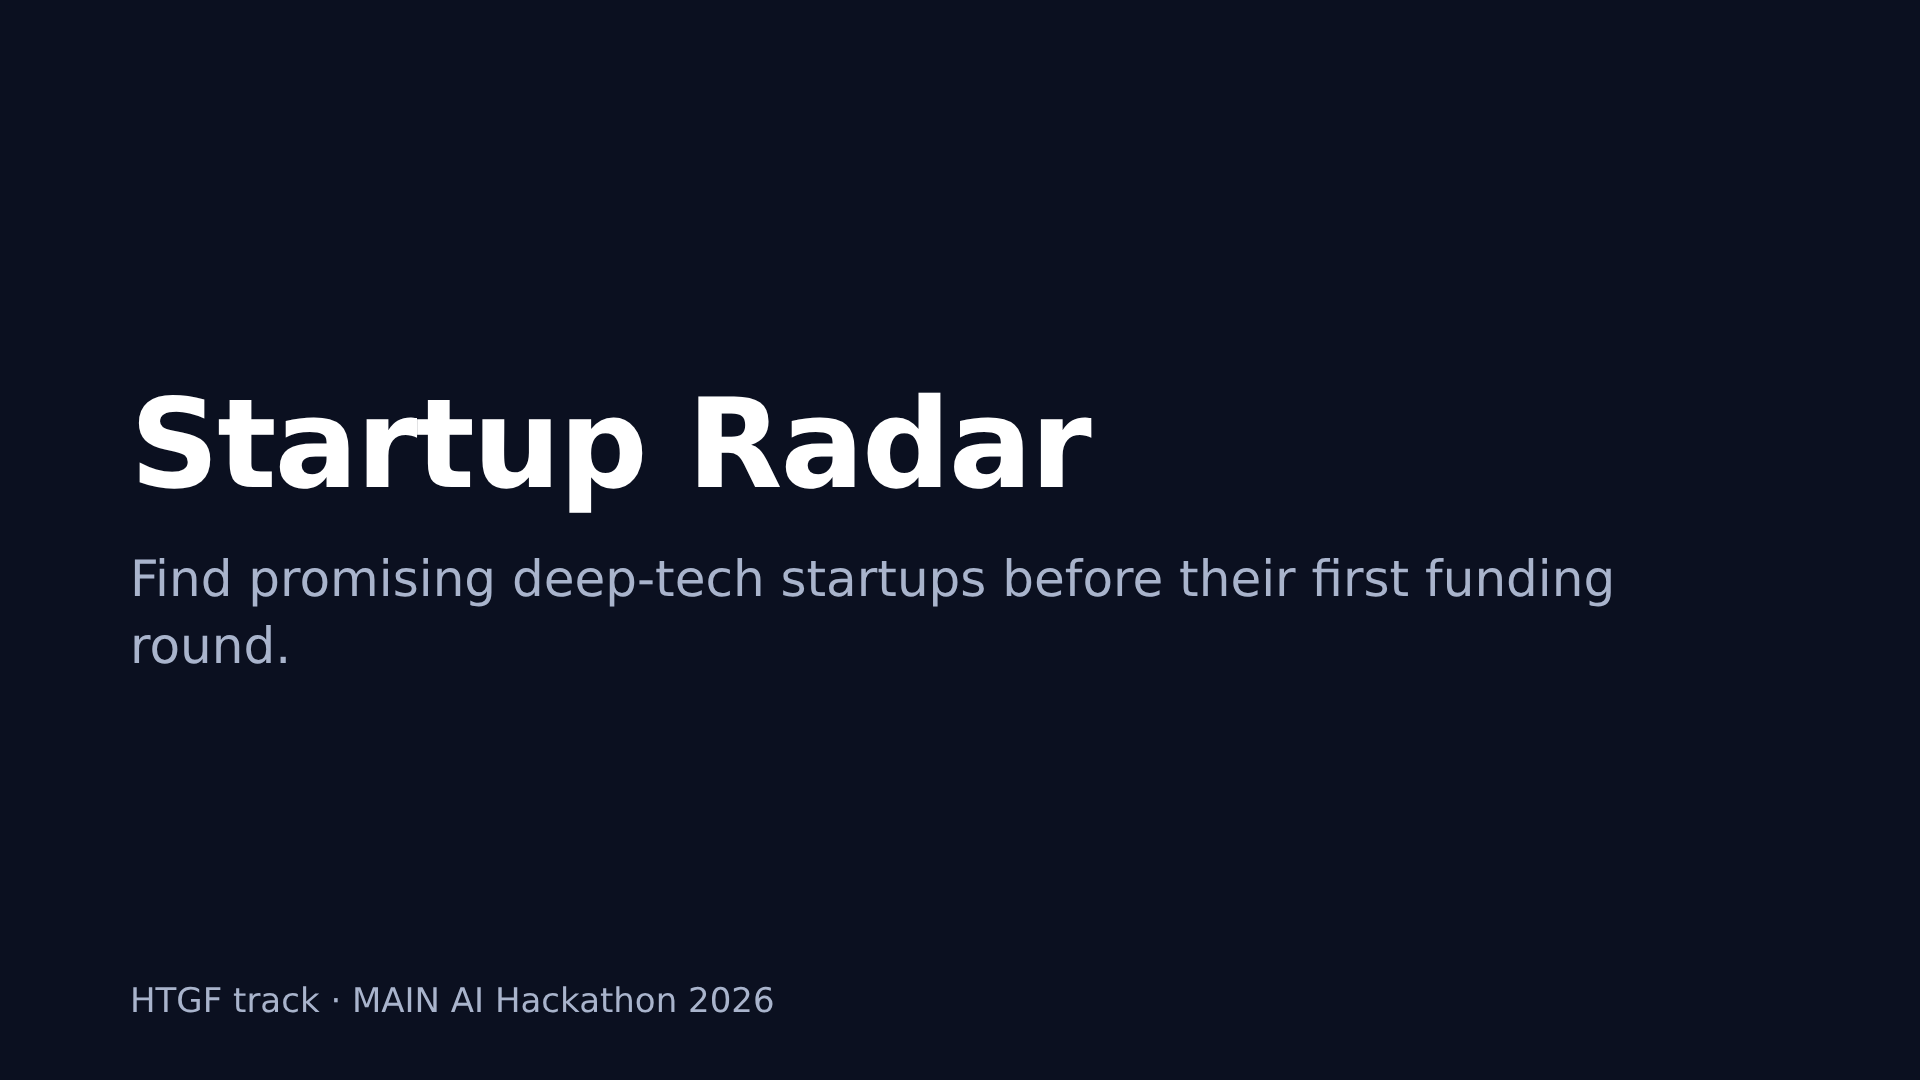 Startup Radar
Find promising deep-tech startups before their first funding
round.
HTGF track · MAIN AI Hackathon 2026